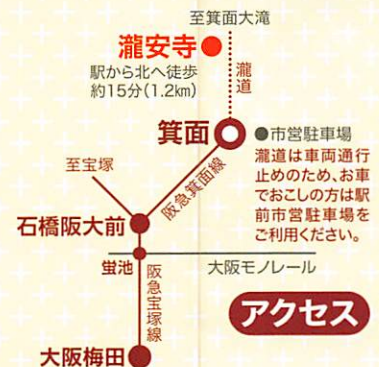 至箕面大滝
瀧安寺
駅から北へ徒歩
約15分(1.2km)
瀧道
箕面
●市営駐車場
瀧道は車両通行
止めのため、お車
でおこしの方は駅
前市営駐車場を
ご利用ください。
至宝塚
阪急箕面線
石橋阪大前
蛍池
大阪モノレール
阪急宝塚線
アクセス
大阪梅田